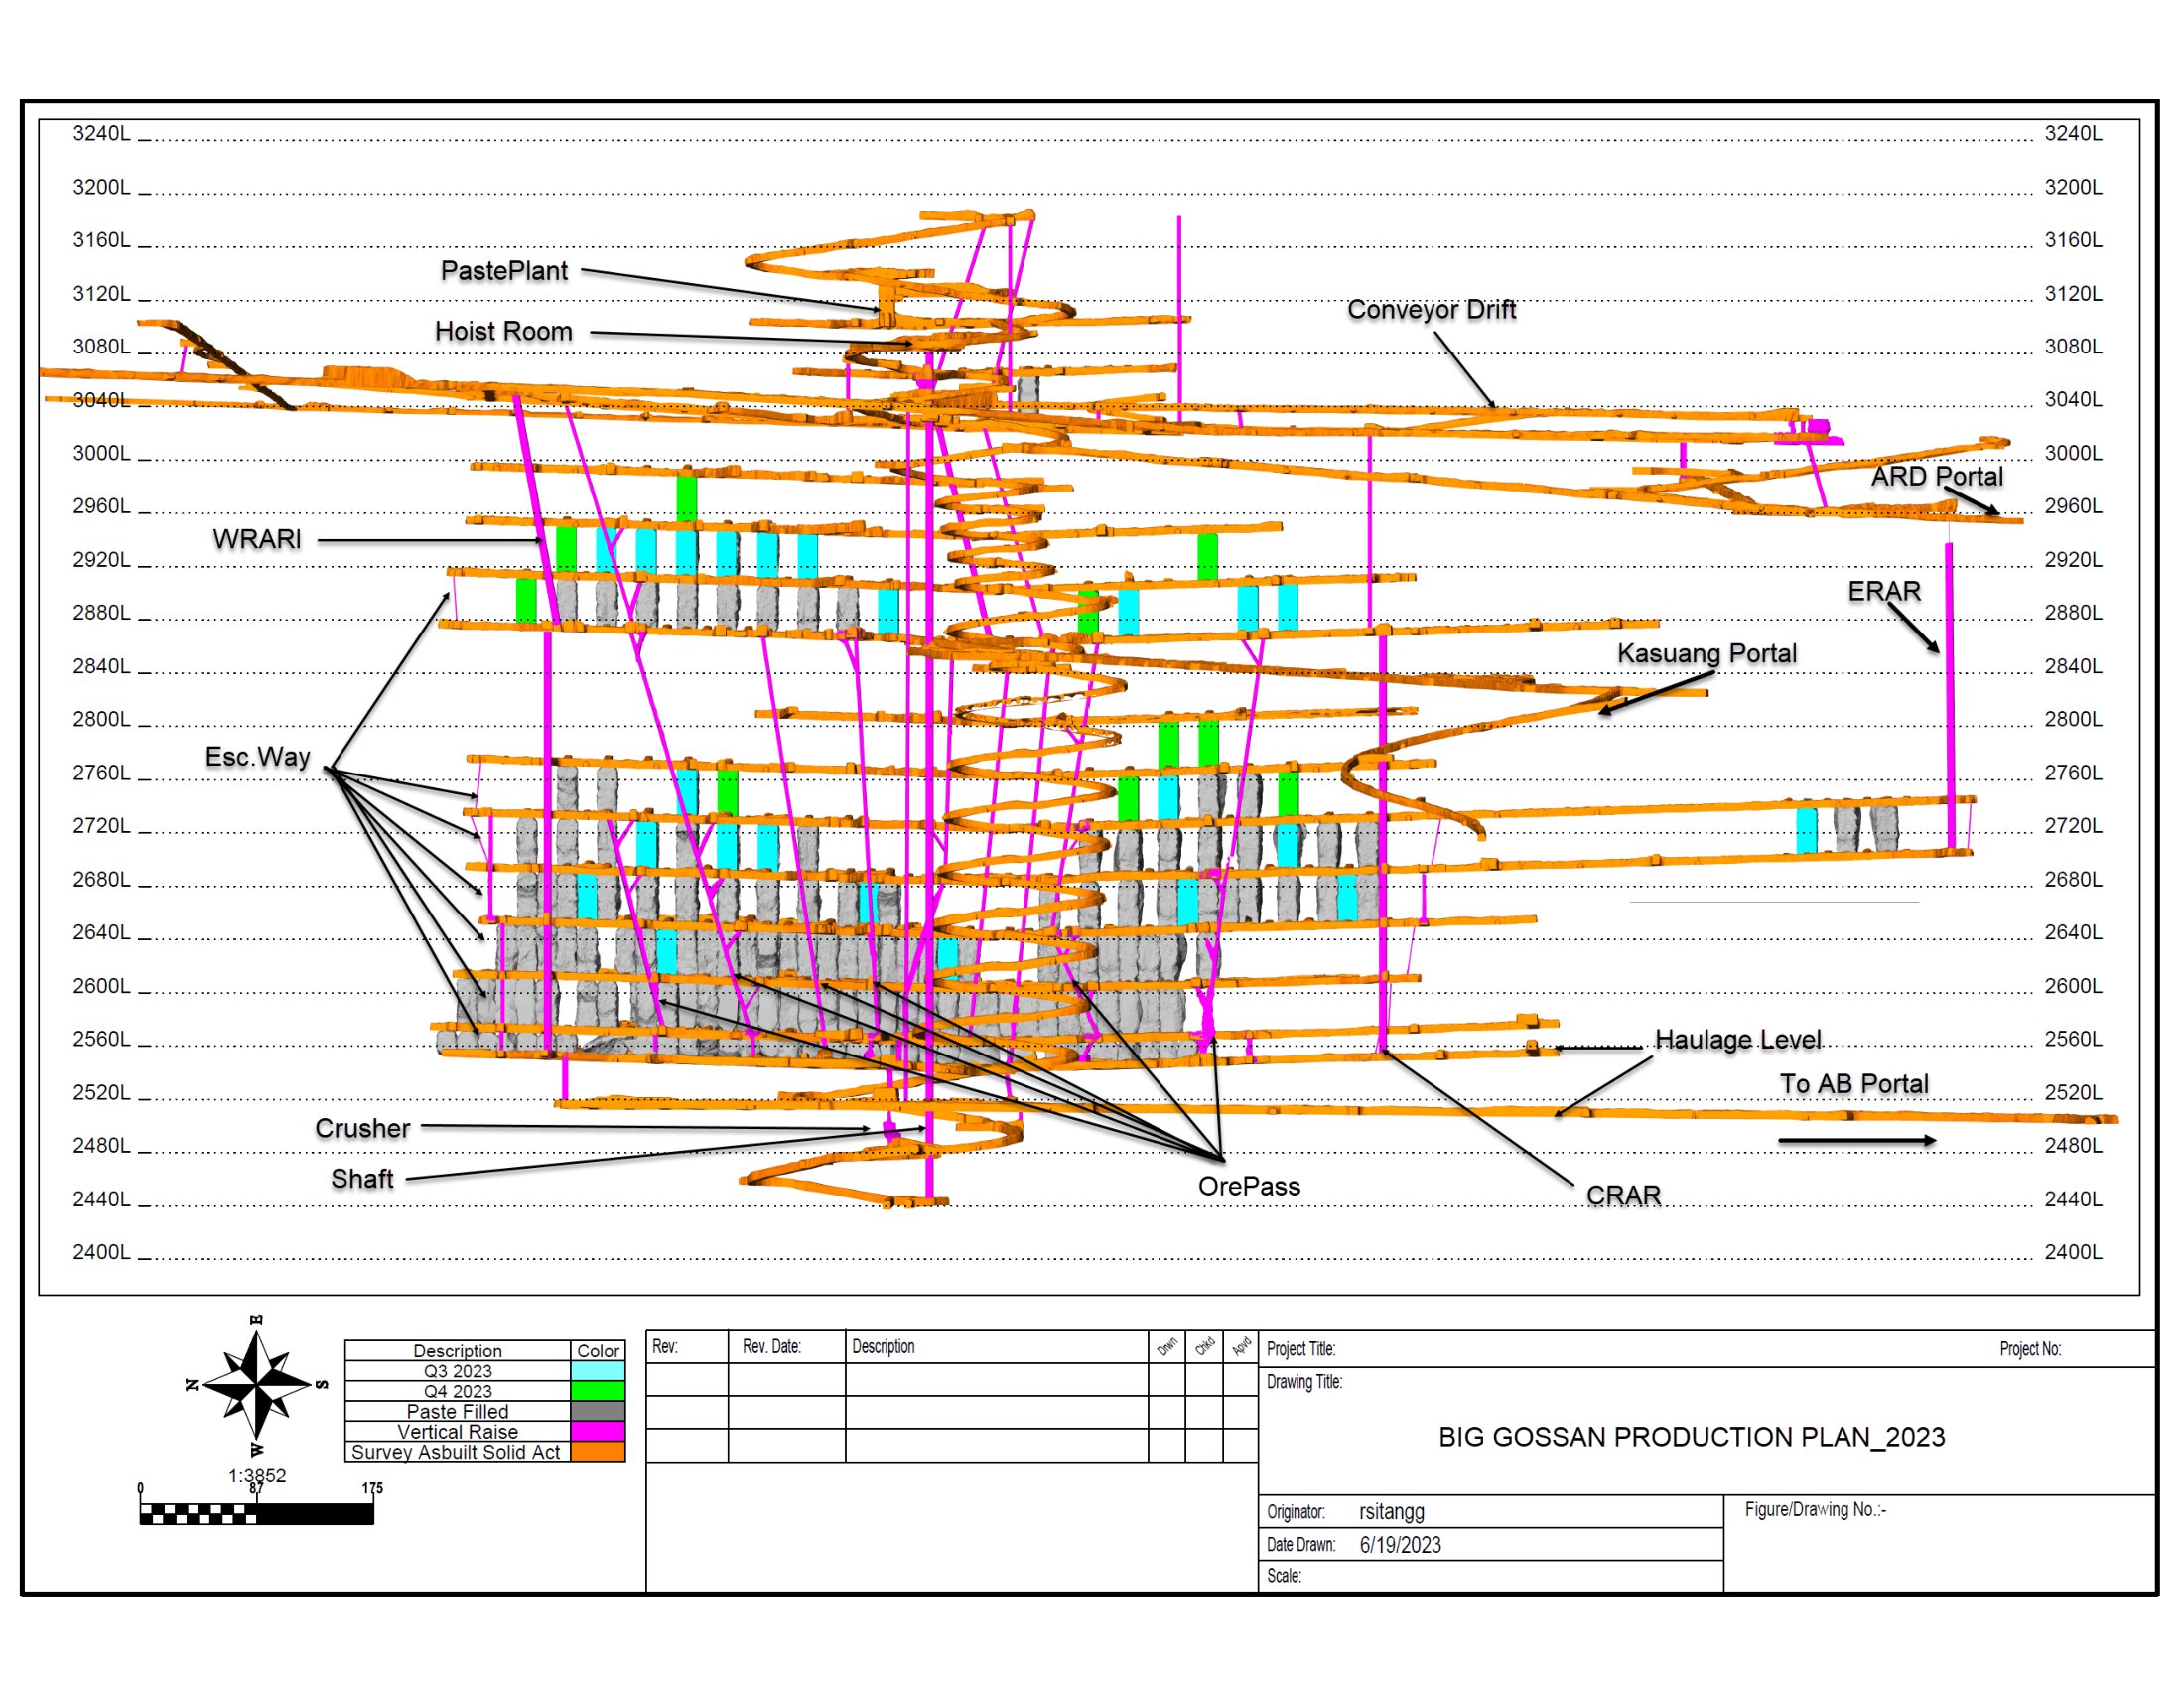 3240L 3240L
3200L 3200L
3160L 3160L
PastePlant
3120L 3120L
Conveyor Drift
Hoist Room
3080L 3080L
3040L 3040L
3000L 3000L
ARD Portal
2960L 2960L
WRARI
2920L 2920L
ERAR
2880L 2880L
Kasuang Portal
2840L 2840L
2800L 2800L
Esc.Way
2760L 2760L
2720L 2720L
2680L 2680L
2640L 2640L
2600L 2600L
2560L 2560L
Haulage Level
To AB Portal
2520L 2520L
Crusher
2480L 2480L
Shaft
OrePass
CRAR
2440L 2440L
2400L 2400L
E
N
S
W
1:3852
0 87 175
Description Color
Q3 2023
Q4 2023
Paste Filled
Vertical Raise
Survey Asbuilt Solid Act
Rev: Rev. Date: Description Drwn Chkd Apvd
Project Title: Project No:
Drawing Title:
BIG GOSSAN PRODUCTION PLAN_2023
Originator: rsitangg
Figure/Drawing No.:-
Date Drawn: 6/19/2023
Scale: